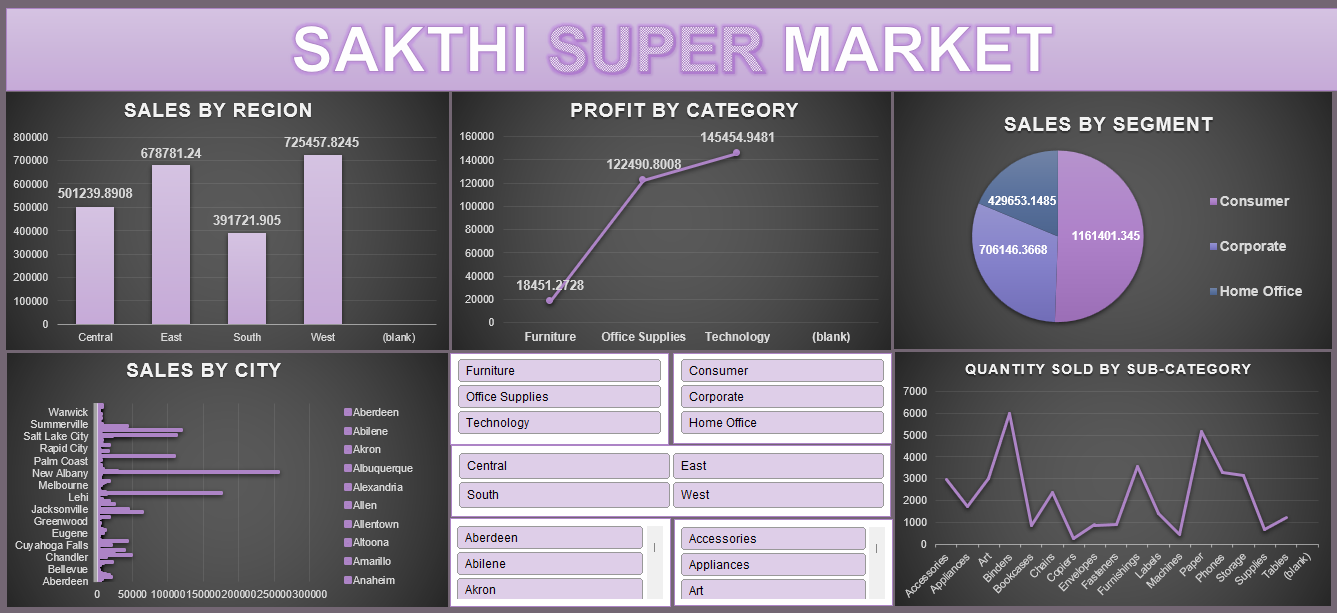 SAKTHI SUPER MARKET
SALES BY REGION
800000
700000
600000
500000
400000
300000
200000
100000
0
501239.8908
678781.24
391721.905
725457.8245
Central
East
South
West
(blank)
PROFIT BY CATEGORY
160000
140000
120000
100000
80000
60000
40000
20000
0
18451.2728
122490.8008
145454.9481
Furniture
Office Supplies
Technology
(blank)
SALES BY SEGMENT
429653.1485
1161401.345
706146.3668
Consumer
Corporate
Home Office
SALES BY CITY
Warwick
Summerville
Salt Lake City
Rapid City
Palm Coast
New Albany
Melbourne
Lehi
Jacksonville
Greenwood
Eugene
Cuyahoga Falls
Chandler
Bellevue
Aberdeen
0 50000 100000 150000 200000 250000 300000
Aberdeen
Abilene
Akron
Albuquerque
Alexandria
Allen
Allentown
Altoona
Amarillo
Anaheim
Furniture
Office Supplies
Technology
Consumer
Corporate
Home Office
Central
East
South
West
Aberdeen
Abilene
Akron
Accessories
Appliances
Art
QUANTITY SOLD BY SUB-CATEGORY
7000
6000
5000
4000
3000
2000
1000
0
Accessories
Appliances
Art
Binders
Bookcases
Chairs
Copiers
Envelopes
Fasteners
Furnishings
Labels
Machines
Paper
Phones
Storage
Supplies
Tables
(blank)